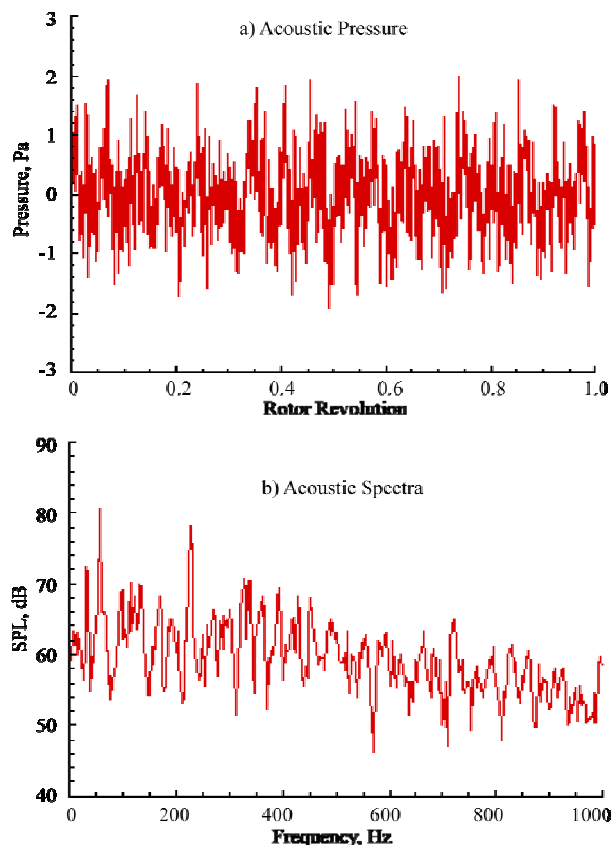 a) Acoustic Pressure
Pressure, Pa
3
2
1
0
-1
-2
-3
0 0.2 0.4 0.6 0.8 1.0
Rotor Revolution
b) Acoustic Spectra
SPL, dB
90
80
70
60
50
40
0 200 400 600 800 1000
Frequency, Hz